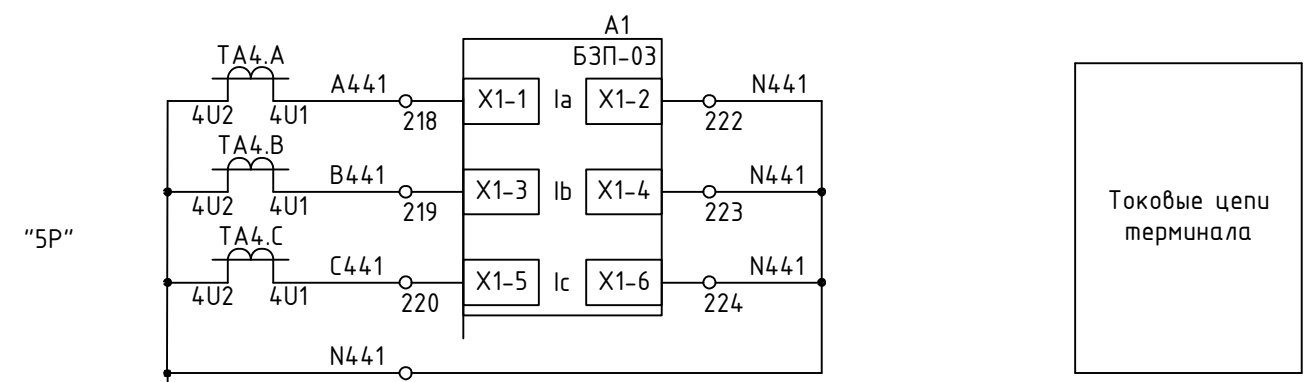 A1
БЗП-03
TA4.A
A441
4U2
4U1
218
X1-1
Ia
X1-2
N441
222
TA4.B
B441
4U2
4U1
219
X1-3
Ib
X1-4
N441
223
TA4.C
C441
4U2
4U1
220
X1-5
Ic
X1-6
N441
224
N441
"5P"
Токовые цепи
терминала